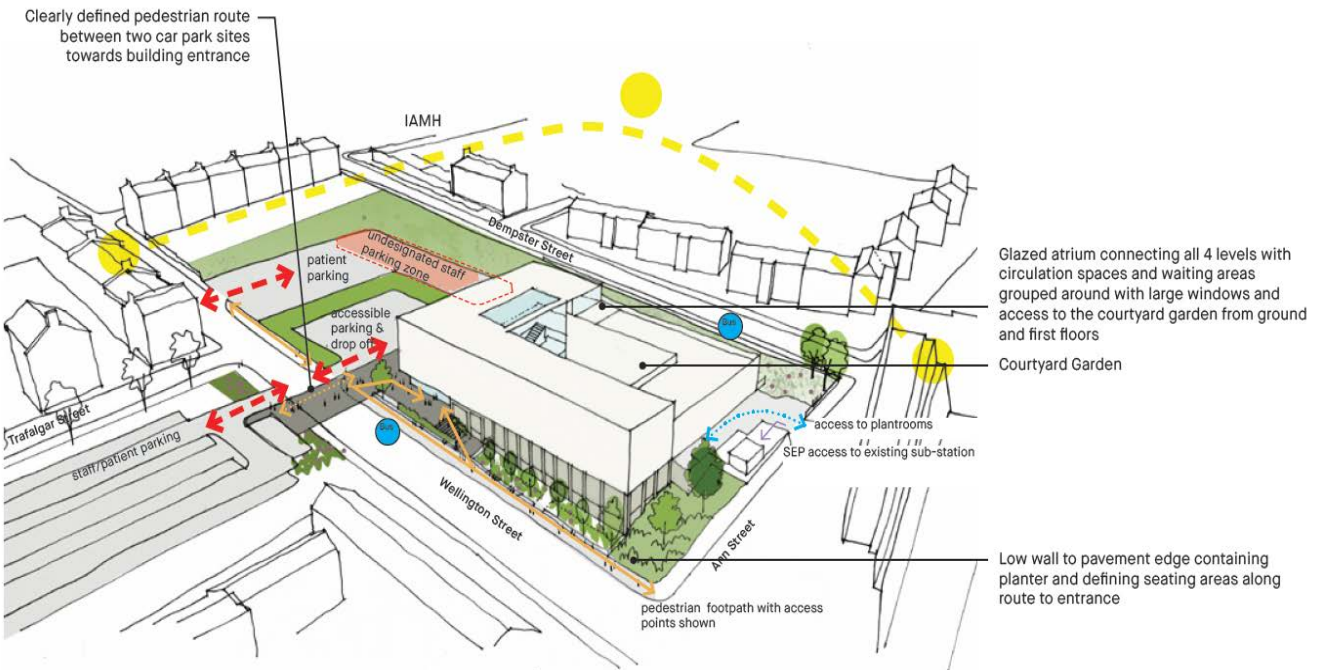 Clearly defined pedestrian route
between two car park sites
towards building entrance
IAMH
Dempster Street
undesignated staff
parking zone
patient
parking
accessible
parking &
drop off
Bus
Glazed atrium connecting all 4 levels with
circulation spaces and waiting areas
grouped around with large windows and
access to the courtyard garden from ground
and first floors
Courtyard Garden
Trafalgar Street
staff/patient parking
Bus
access to plantrooms
SEP access to existing sub-station
Wellington Street
Ann Street
Low wall to pavement edge containing
planter and defining seating areas along
route to entrance
pedestrian footpath with access
points shown